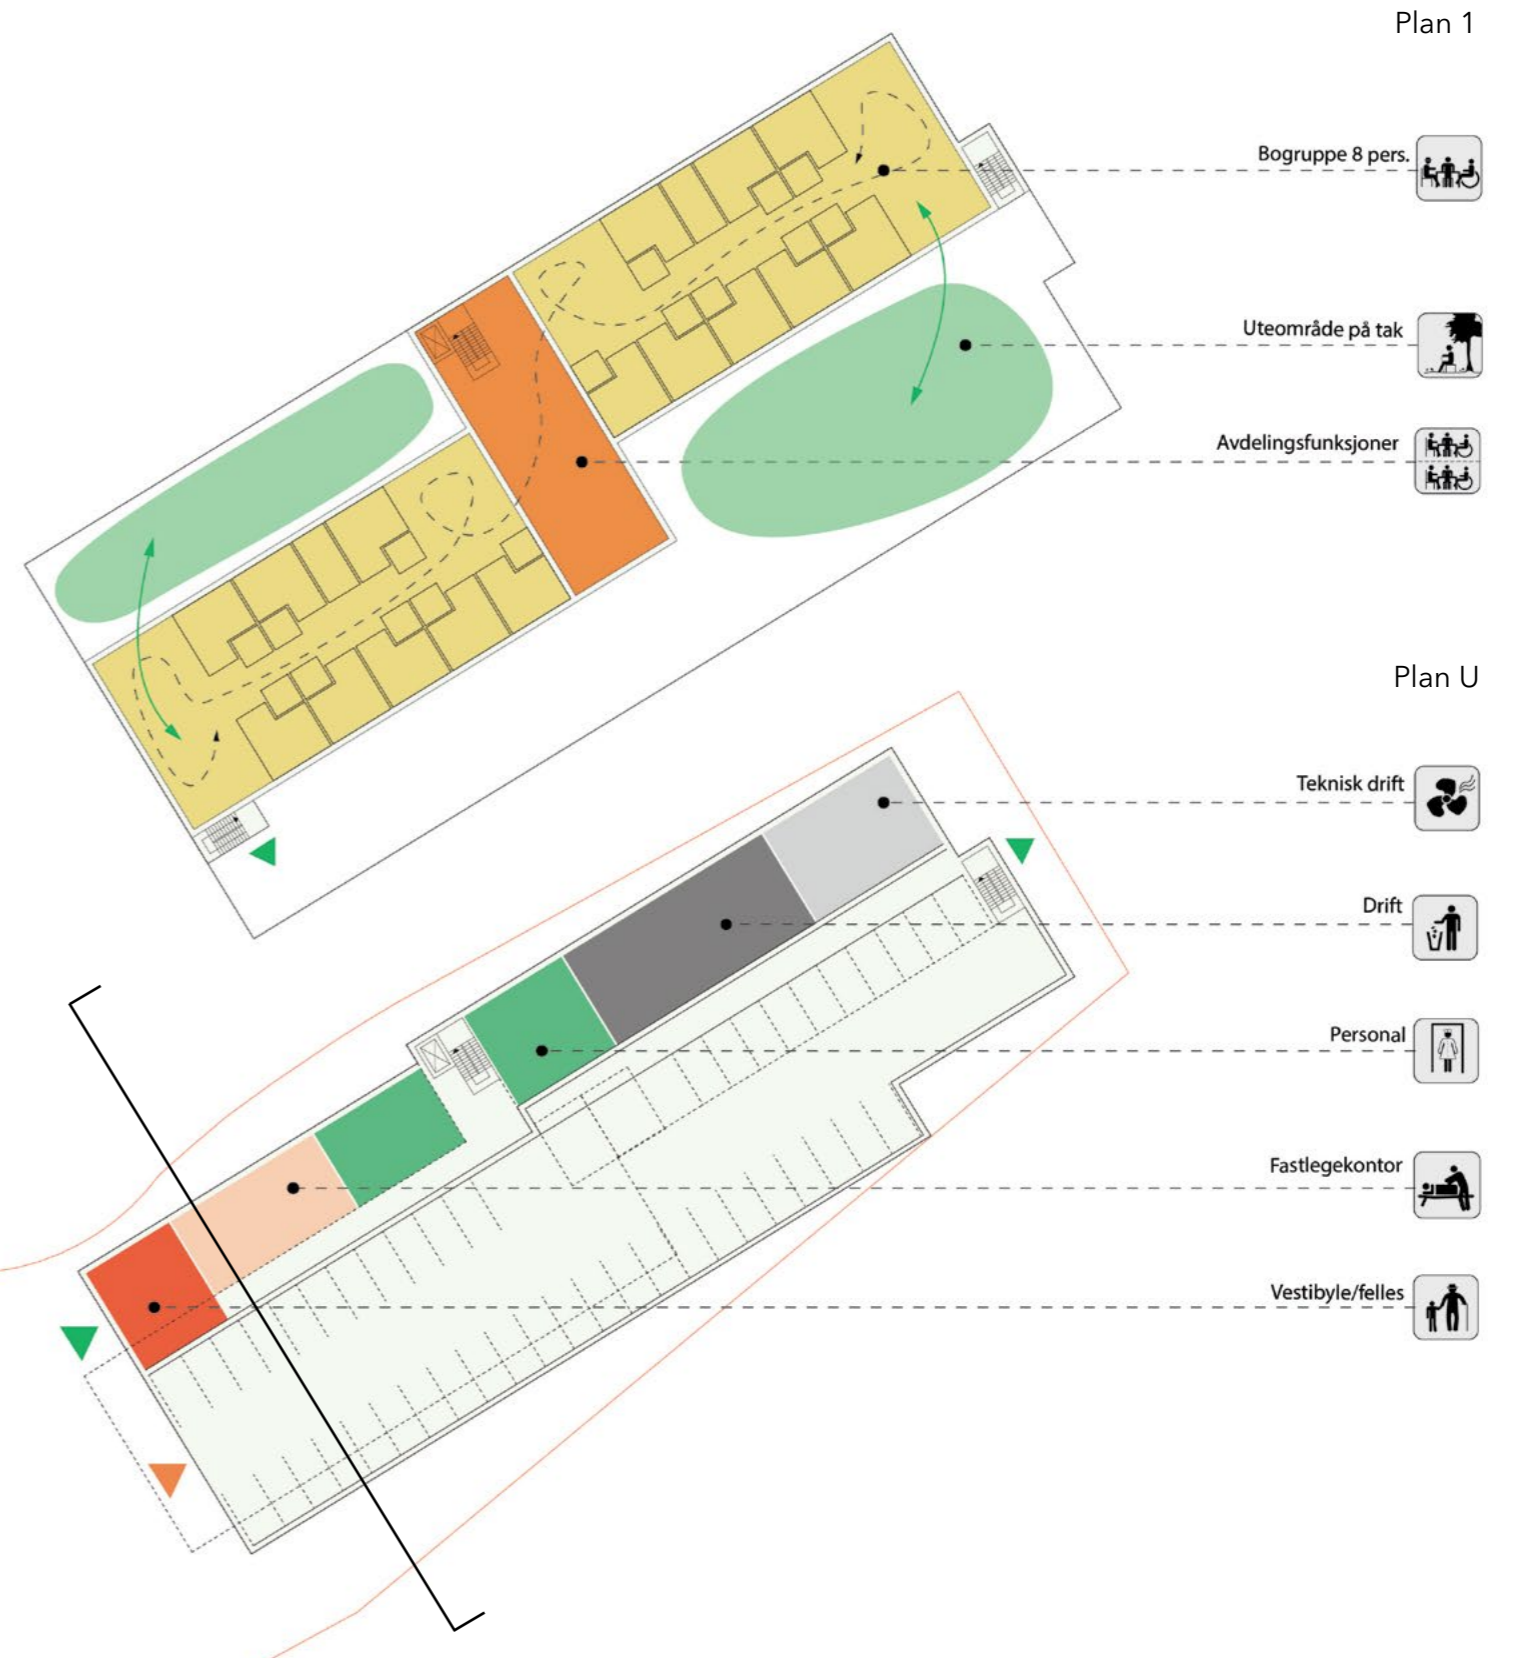 Plan 1
Bogruppe 8 pers.
Uteområde på tak
Avdelingsfunksjoner
Plan U
Teknisk drift
Drift
Personal
Fastlegekontor
Vestibyle/felles